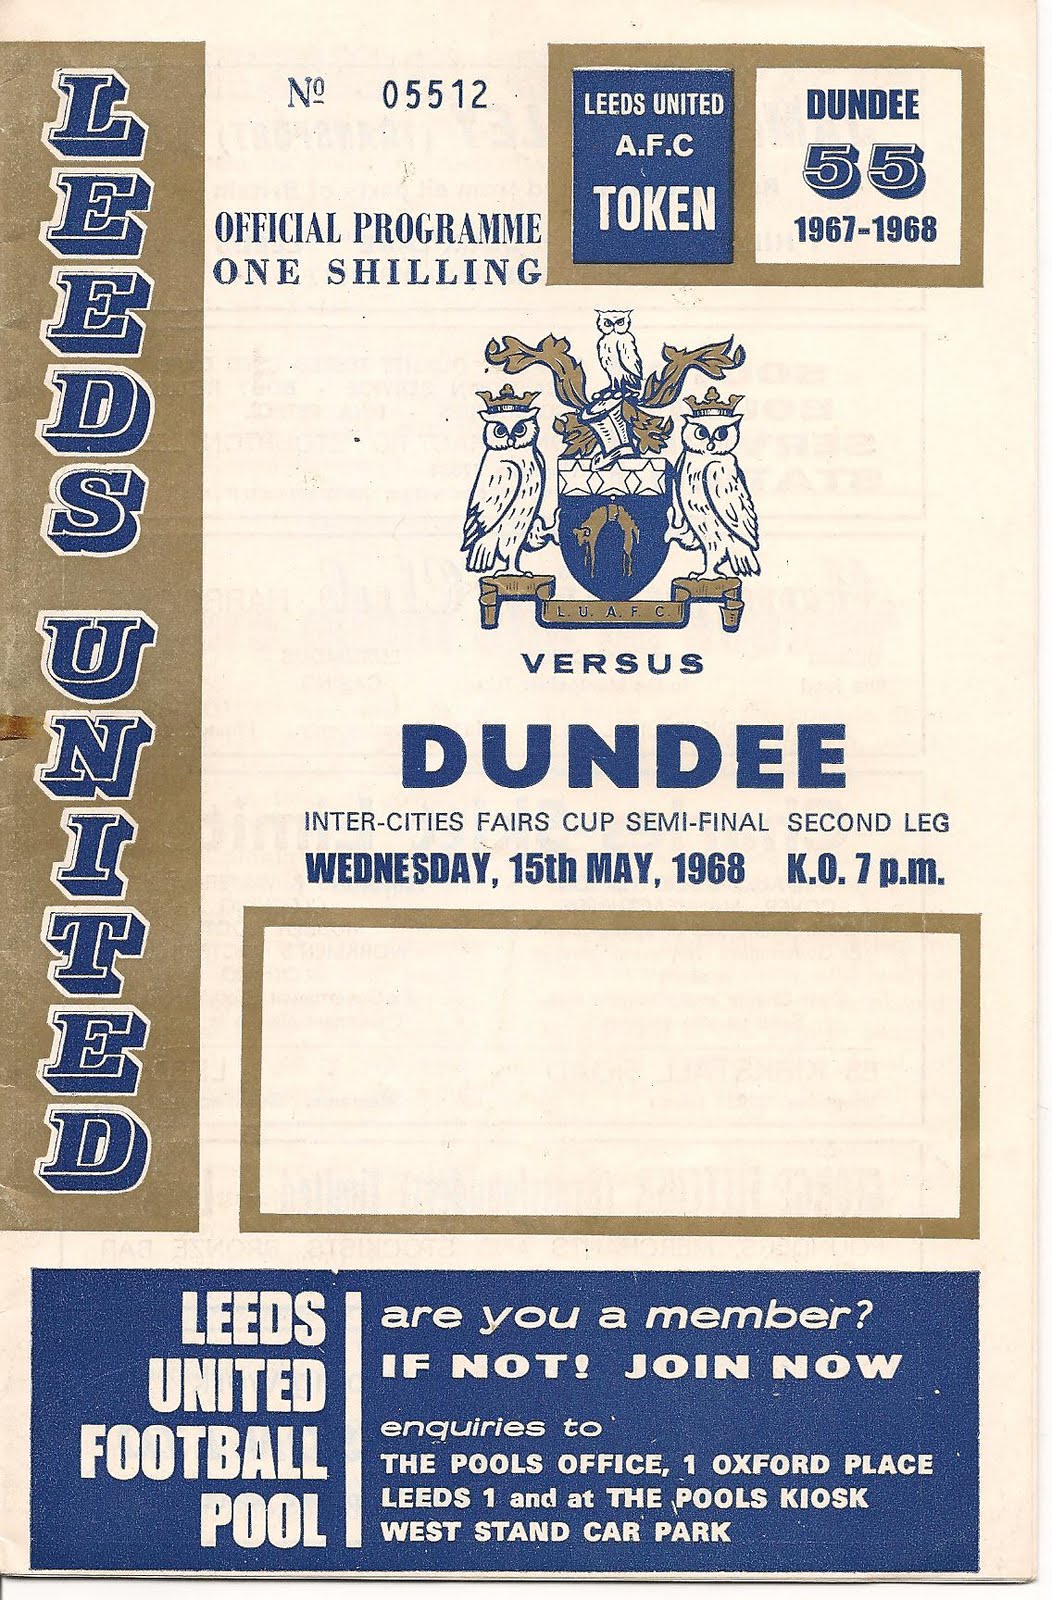 LEEDS UNITED
Nº 05512
OFFICIAL PROGRAMME
ONE SHILLING
LEEDS UNITED
A.F.C
TOKEN
DUNDEE
55
1967-1968
L. U. A. F. C.
VERSUS
DUNDEE
INTER-CITIES FAIRS CUP SEMI-FINAL SECOND LEG
WEDNESDAY, 15th MAY, 1968 K.O. 7 p.m.
LEEDS
UNITED
FOOTBALL
POOL
are you a member?
IF NOT! JOIN NOW
enquiries to
THE POOLS OFFICE, 1 OXFORD PLACE
LEEDS 1 and at THE POOLS KIOSK
WEST STAND CAR PARK